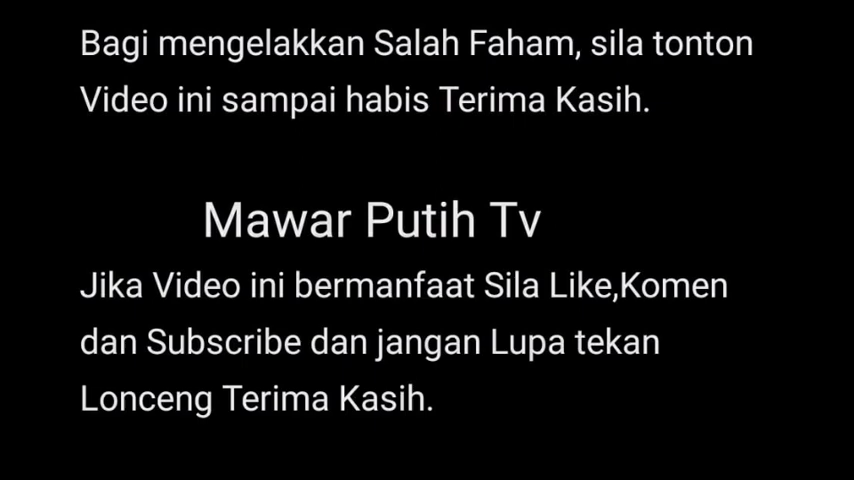 Bagi mengelakkan Salah Faham, sila tonton
Video ini sampai habis Terima Kasih.
Mawar Putih Tv
Jika Video ini bermanfaat Sila Like,Komen
dan Subscribe dan jangan Lupa tekan
Lonceng Terima Kasih.